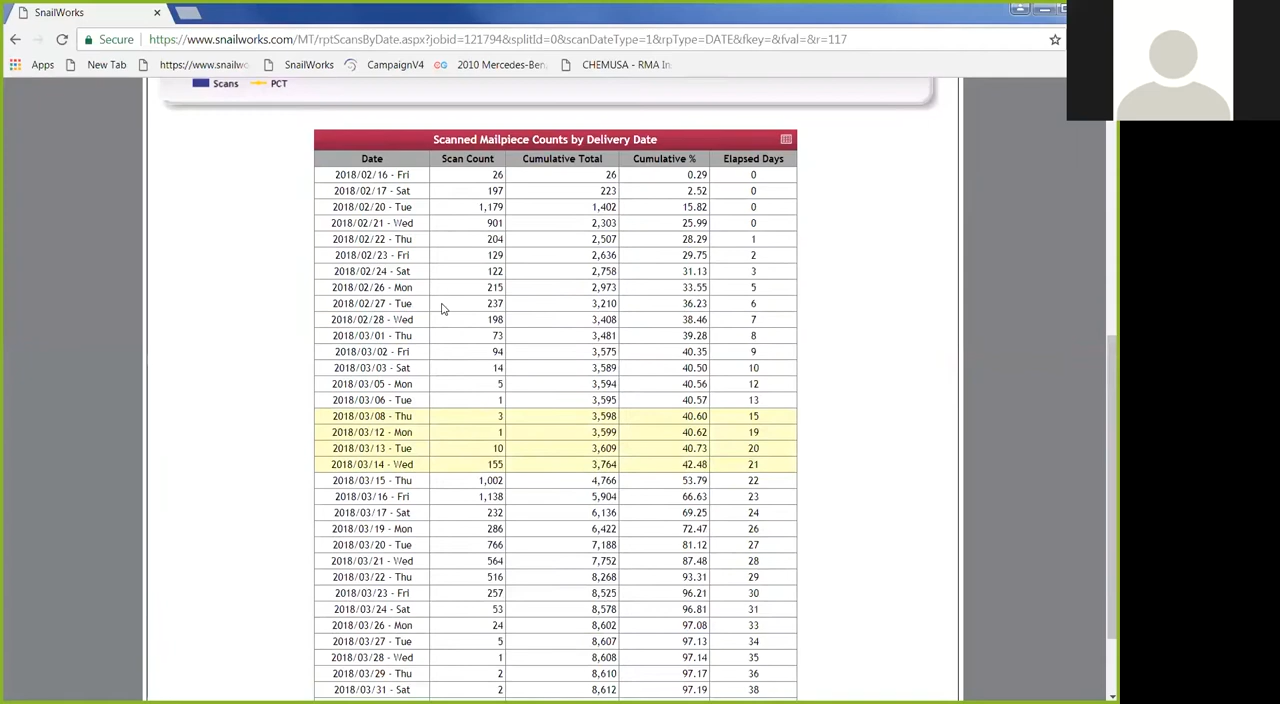 SnailWorks
Secure https://www.snailworks.com/MT/rptScansByDate.aspx?jobid=121794&splitId=0&scanDateType=1&rpType=DATE&fkey=&fval=&r=117
Apps New Tab https://www.snailwo SnailWorks CampaignV4 2010 Mercedes-Ben CHEMUSA - RMA In
Scans PCT
Scanned Mailpiece Counts by Delivery Date
Date Scan Count Cumulative Total Cumulative % Elapsed Days
2018/02/16 - Fri 26 26 0.29 0
2018/02/17 - Sat 197 223 2.52 0
2018/02/20 - Tue 1,179 1,402 15.82 0
2018/02/21 - Wed 901 2,303 25.99 0
2018/02/22 - Thu 204 2,507 28.29 1
2018/02/23 - Fri 129 2,636 29.75 2
2018/02/24 - Sat 122 2,758 31.13 3
2018/02/26 - Mon 215 2,973 33.55 5
2018/02/27 - Tue 237 3,210 36.23 6
2018/02/28 - Wed 198 3,408 38.46 7
2018/03/01 - Thu 73 3,481 39.28 8
2018/03/02 - Fri 94 3,575 40.35 9
2018/03/03 - Sat 14 3,589 40.50 10
2018/03/05 - Mon 5 3,594 40.56 12
2018/03/06 - Tue 1 3,595 40.57 13
2018/03/08 - Thu 3 3,598 40.60 15
2018/03/12 - Mon 1 3,599 40.62 19
2018/03/13 - Tue 10 3,609 40.73 20
2018/03/14 - Wed 155 3,764 42.48 21
2018/03/15 - Thu 1,002 4,766 53.79 22
2018/03/16 - Fri 1,138 5,904 66.63 23
2018/03/17 - Sat 232 6,136 69.25 24
2018/03/19 - Mon 286 6,422 72.47 26
2018/03/20 - Tue 766 7,188 81.12 27
2018/03/21 - Wed 564 7,752 87.48 28
2018/03/22 - Thu 516 8,268 93.31 29
2018/03/23 - Fri 257 8,525 96.21 30
2018/03/24 - Sat 53 8,578 96.81 31
2018/03/26 - Mon 24 8,602 97.08 33
2018/03/27 - Tue 5 8,607 97.13 34
2018/03/28 - Wed 1 8,608 97.14 35
2018/03/29 - Thu 2 8,610 97.17 36
2018/03/31 - Sat 2 8,612 97.19 38